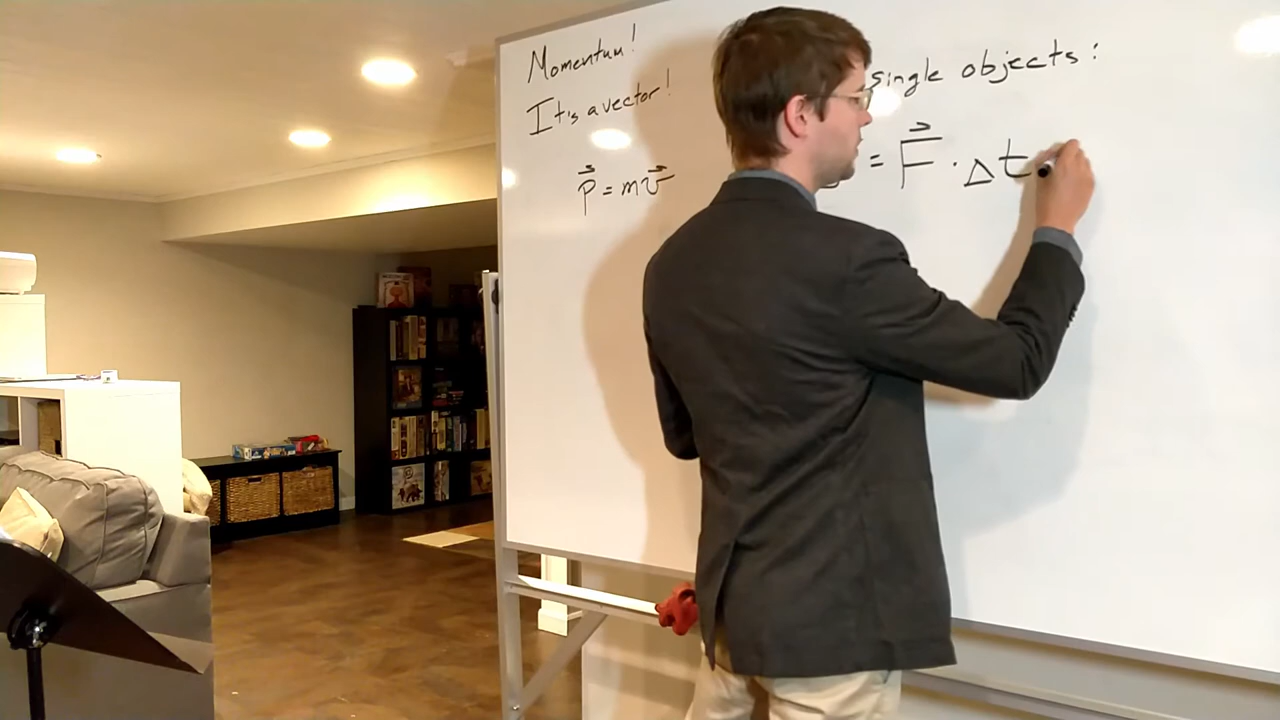 Momentum!
It's a vector!
p⃗ = mv⃗
single objects:
= F⃗ · Δt